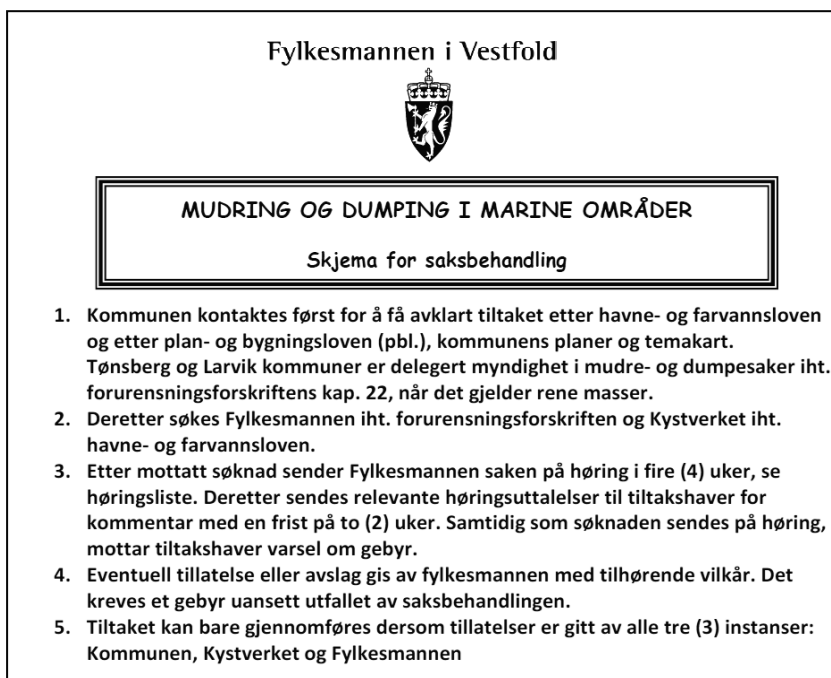 Fylkesmannen i Vestfold
MUDRING OG DUMPING I MARINE OMRÅDER
Skjema for saksbehandling
1. Kommunen kontaktes først for å få avklart tiltaket etter havne- og farvannsloven
og etter plan- og bygningsloven (pbl.), kommunens planer og temakart.
Tønsberg og Larvik kommuner er delegert myndighet i mudre- og dumpesaker iht.
forurensningsforskriftens kap. 22, når det gjelder rene masser.
2. Deretter søkes Fylkesmannen iht. forurensningsforskriften og Kystverket iht.
havne- og farvannsloven.
3. Etter mottatt søknad sender Fylkesmannen saken på høring i fire (4) uker, se
høringsliste. Deretter sendes relevante høringsuttalelser til tiltakshaver for
kommentar med en frist på to (2) uker. Samtidig som søknaden sendes på høring,
mottar tiltakshaver varsel om gebyr.
4. Eventuell tillatelse eller avslag gis av fylkesmannen med tilhørende vilkår. Det
kreves et gebyr uansett utfallet av saksbehandlingen.
5. Tiltaket kan bare gjennomføres dersom tillatelser er gitt av alle tre (3) instanser:
Kommunen, Kystverket og Fylkesmannen